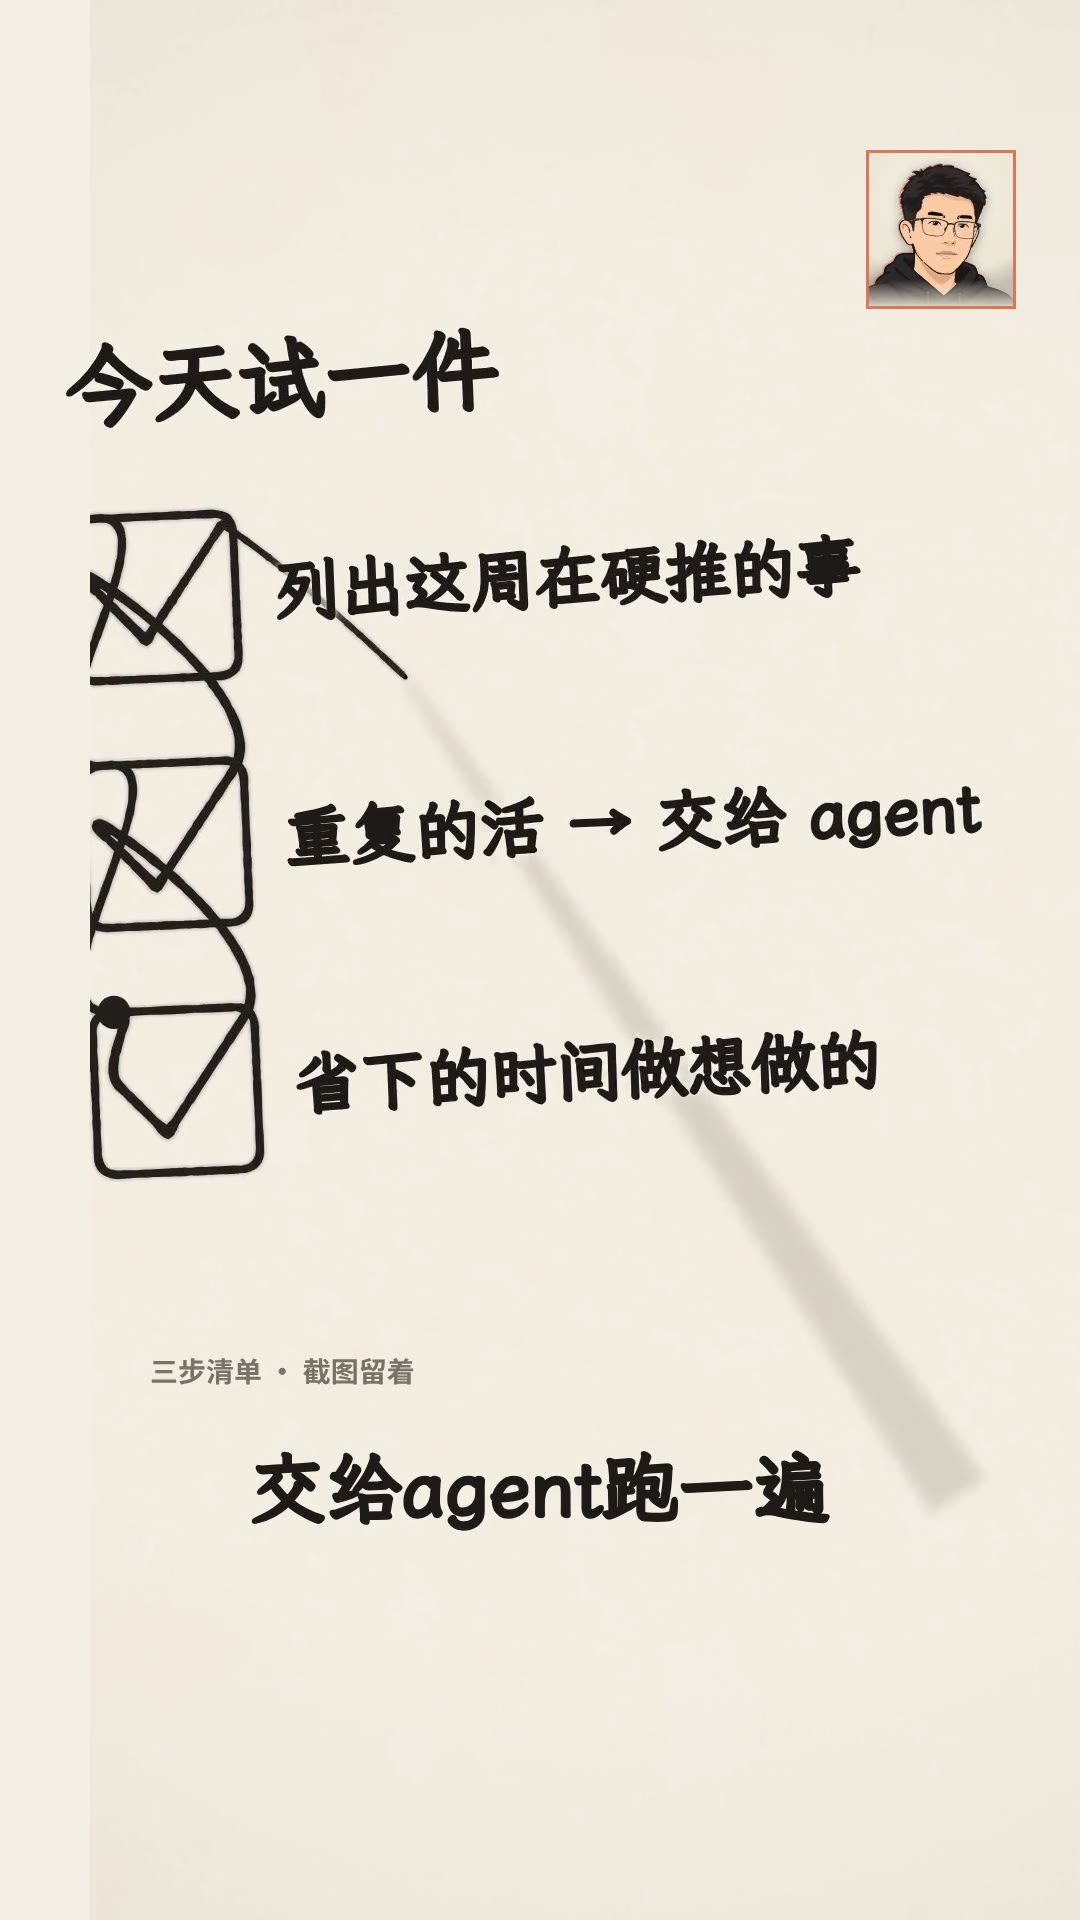 今天试一件
列出这周在硬推的事
重复的活 → 交给 agent
省下的时间做想做的
三步清单 · 截图留着
交给agent跑一遍